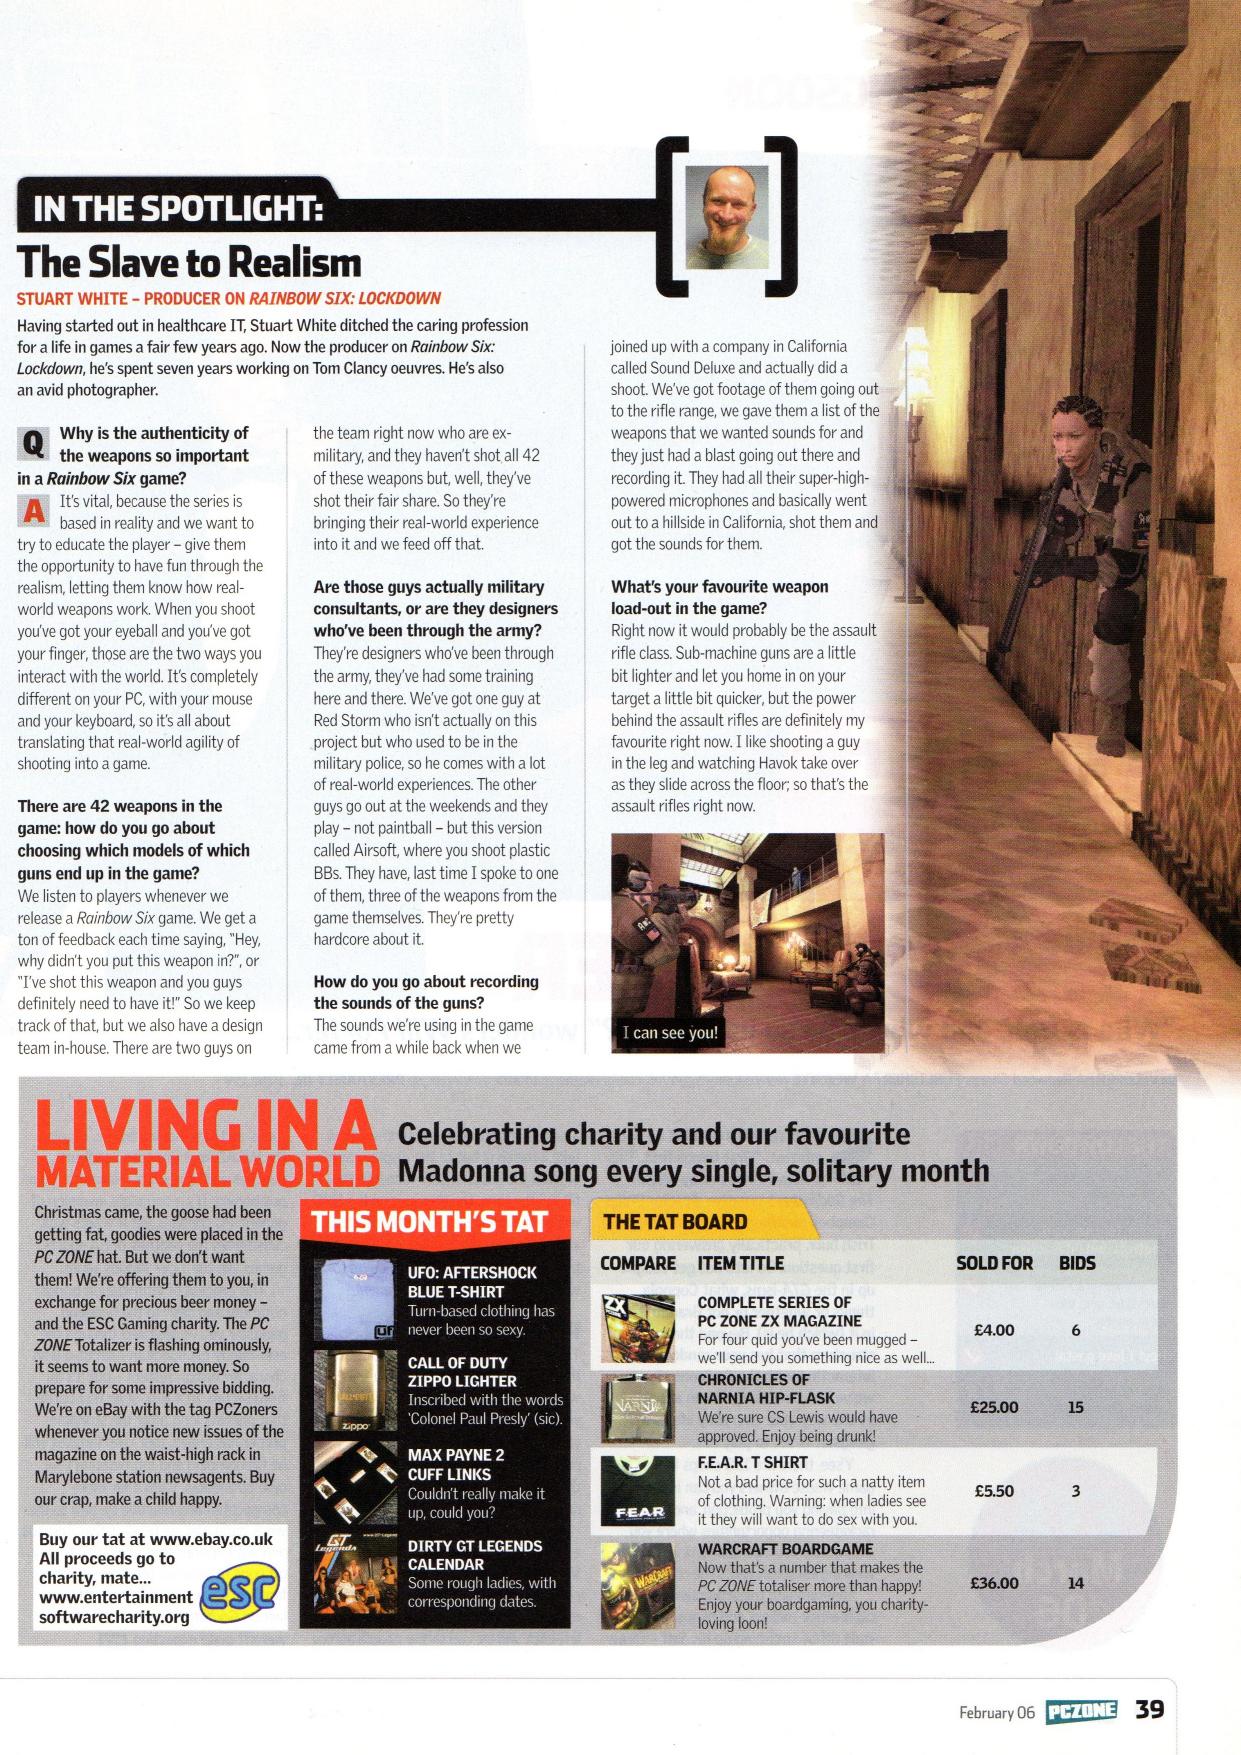 IN THE SPOTLIGHT:
The Slave to Realism
STUART WHITE – PRODUCER ON RAINBOW SIX: LOCKDOWN
Having started out in healthcare IT, Stuart White ditched the caring profession
for a life in games a fair few years ago. Now the producer on Rainbow Six:
Lockdown, he's spent seven years working on Tom Clancy oeuvres. He's also
an avid photographer.
Q Why is the authenticity of
the weapons so important
in a Rainbow Six game?
A It's vital, because the series is
based in reality and we want to
try to educate the player – give them
the opportunity to have fun through the
realism, letting them know how real-
world weapons work. When you shoot
you've got your eyeball and you've got
your finger, those are the two ways you
interact with the world. It's completely
different on your PC, with your mouse
and your keyboard, so it's all about
translating that real-world agility of
shooting into a game.
There are 42 weapons in the
game: how do you go about
choosing which models of which
guns end up in the game?
We listen to players whenever we
release a Rainbow Six game. We get a
ton of feedback each time saying, "Hey,
why didn't you put this weapon in?", or
"I've shot this weapon and you guys
definitely need to have it!" So we keep
track of that, but we also have a design
team in-house. There are two guys on
the team right now who are ex-
military, and they haven't shot all 42
of these weapons but, well, they've
shot their fair share. So they're
bringing their real-world experience
into it and we feed off that.
Are those guys actually military
consultants, or are they designers
who've been through the army?
They're designers who've been through
the army, they've had some training
here and there. We've got one guy at
Red Storm who isn't actually on this
project but who used to be in the
military police, so he comes with a lot
of real-world experiences. The other
guys go out at the weekends and they
play – not paintball – but this version
called Airsoft, where you shoot plastic
BBs. They have, last time I spoke to one
of them, three of the weapons from the
game themselves. They're pretty
hardcore about it.
How do you go about recording
the sounds of the guns?
The sounds we're using in the game
came from a while back when we
joined up with a company in California
called Sound Deluxe and actually did a
shoot. We've got footage of them going out
to the rifle range, we gave them a list of the
weapons that we wanted sounds for and
they just had a blast going out there and
recording it. They had all their super-high-
powered microphones and basically went
out to a hillside in California, shot them and
got the sounds for them.
What's your favourite weapon
load-out in the game?
Right now it would probably be the assault
rifle class. Sub-machine guns are a little
bit lighter and let you home in on your
target a little bit quicker, but the power
behind the assault rifles are definitely my
favourite right now. I like shooting a guy
in the leg and watching Havok take over
as they slide across the floor; so that's the
assault rifles right now.
I can see you!
LIVING IN A
MATERIAL WORLD
Celebrating charity and our favourite
Madonna song every single, solitary month
Christmas came, the goose had been
getting fat, goodies were placed in the
PC ZONE hat. But we don't want
them! We're offering them to you, in
exchange for precious beer money –
and the ESC Gaming charity. The PC
ZONE Totalizer is flashing ominously,
it seems to want more money. So
prepare for some impressive bidding.
We're on eBay with the tag PCZoners
whenever you notice new issues of the
magazine on the waist-high rack in
Marylebone station newsagents. Buy
our crap, make a child happy.
Buy our tat at www.ebay.co.uk
All proceeds go to
charity, mate...
www.entertainment
softwarecharity.org
esc
THIS MONTH'S TAT
UFO: AFTERSHOCK
BLUE T-SHIRT
Turn-based clothing has
never been so sexy.
CALL OF DUTY
ZIPPO LIGHTER
Inscribed with the words
'Colonel Paul Presly' (sic).
zippo
MAX PAYNE 2
CUFF LINKS
Couldn't really make it
up, could you?
DIRTY GT LEGENDS
CALENDAR
Some rough ladies, with
corresponding dates.
GT
Legends
THE TAT BOARD
COMPARE ITEM TITLE SOLD FOR BIDS
ZX
COMPLETE SERIES OF
PC ZONE ZX MAGAZINE
For four quid you've been mugged –
we'll send you something nice as well...
£4.00 6
NARNIA
CHRONICLES OF
NARNIA HIP-FLASK
We're sure CS Lewis would have
approved. Enjoy being drunk!
£25.00 15
F.E.A.R
F.E.A.R. T SHIRT
Not a bad price for such a natty item
of clothing. Warning: when ladies see
it they will want to do sex with you.
£5.50 3
WARCRAFT
WARCRAFT BOARDGAME
Now that's a number that makes the
PC ZONE totaliser more than happy!
Enjoy your boardgaming, you charity-
loving loon!
£36.00 14
February 06 PCZONE 39